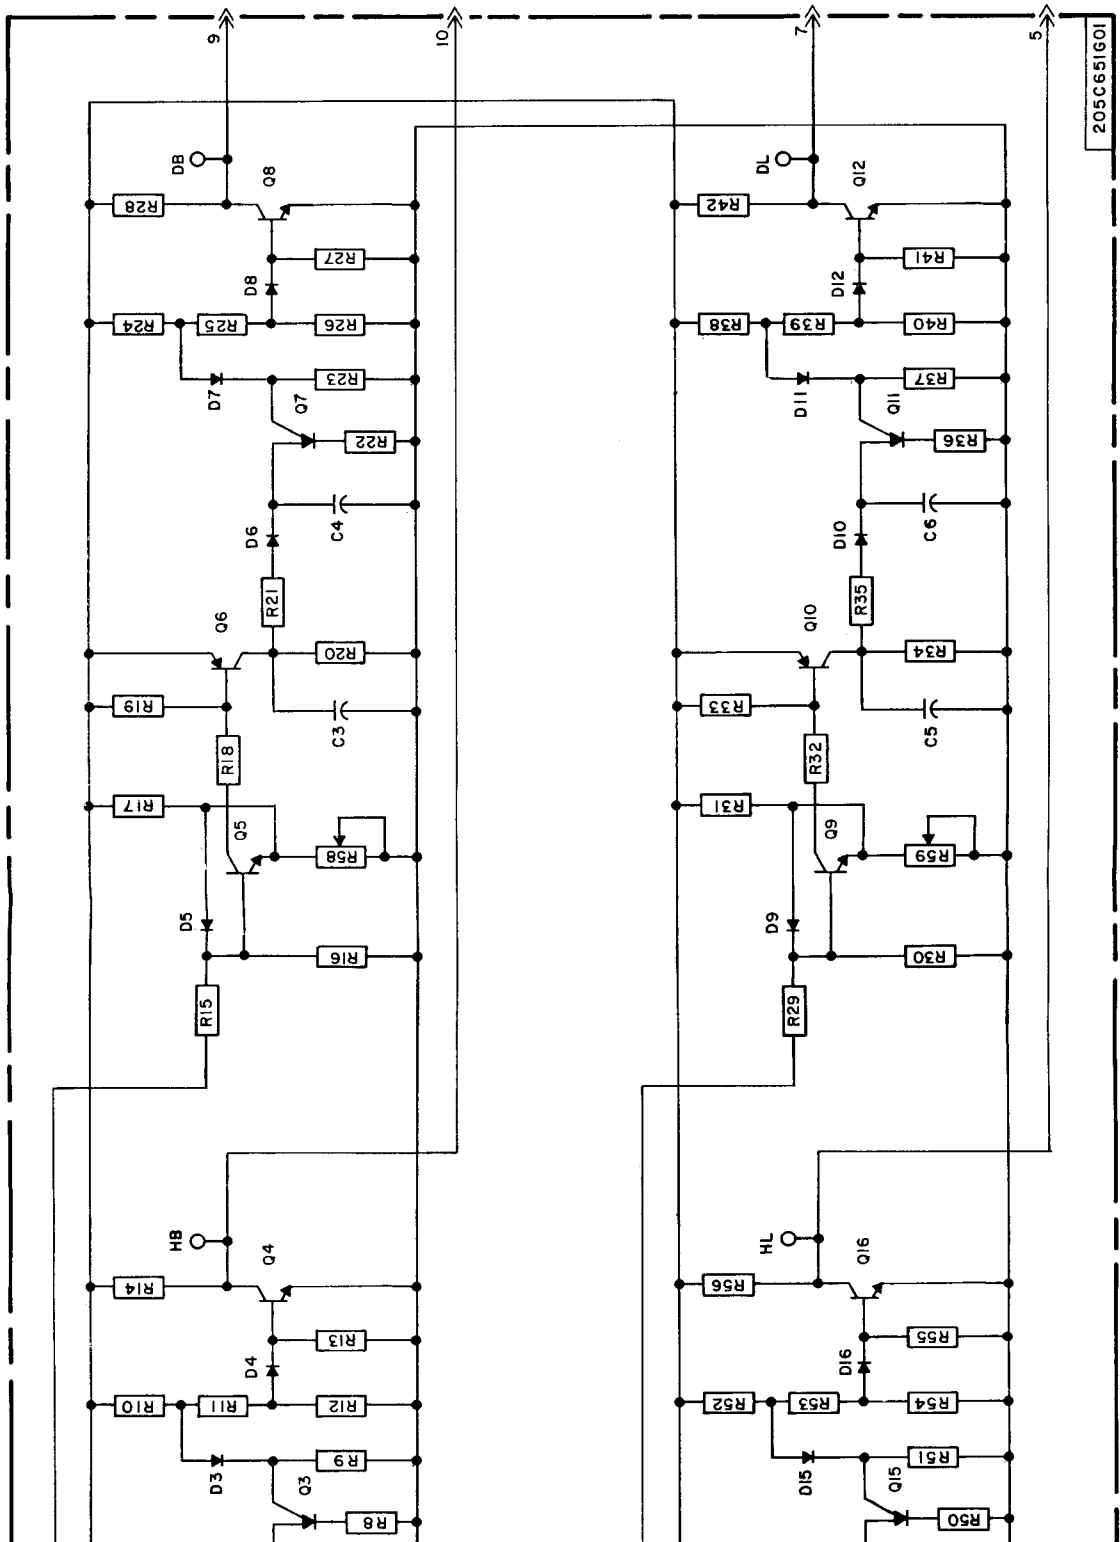 9
10
7
5
205C651G01
DB
Q8
R28
R27
D8
R24
R25
R26
D7
R23
Q7
R22
C4
D6
R21
Q6
R20
R19
C3
R18
R17
Q5
R58
D5
R16
R15
HB
Q4
R14
R13
D4
R10
R11
R12
D3
R9
Q3
R8
DL
Q12
R42
R41
D12
R38
R39
R40
D11
R37
Q11
R36
C6
D10
R35
Q10
R34
R33
C5
R32
R31
Q9
R59
D9
R30
R29
HL
Q16
R56
R55
D16
R52
R53
R54
D15
R51
Q15
R50